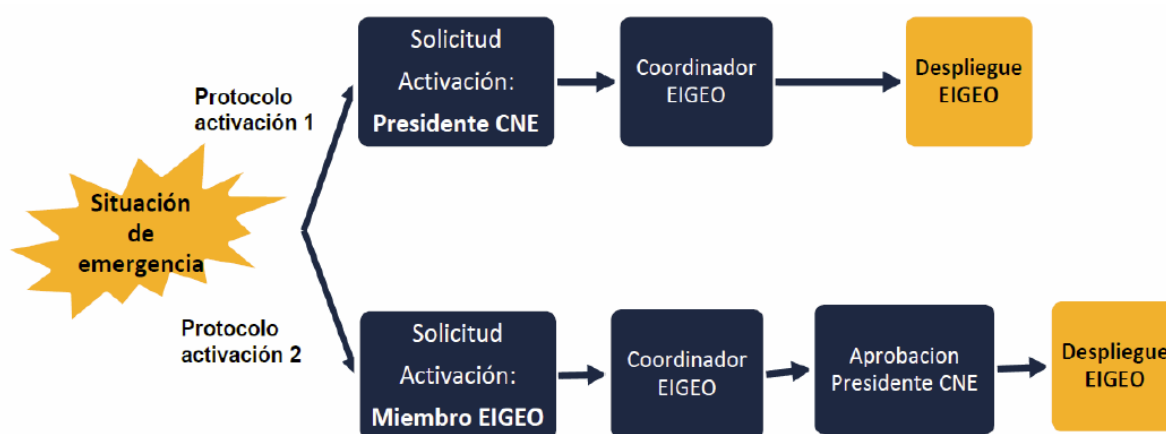 Situación
de
emergencia
Protocolo
activación 1
Solicitud
Activación:
Presidente CNE
Coordinador
EIGEO
Despliegue
EIGEO
Protocolo
activación 2
Solicitud
Activación:
Miembro EIGEO
Coordinador
EIGEO
Aprobacion
Presidente CNE
Despliegue
EIGEO